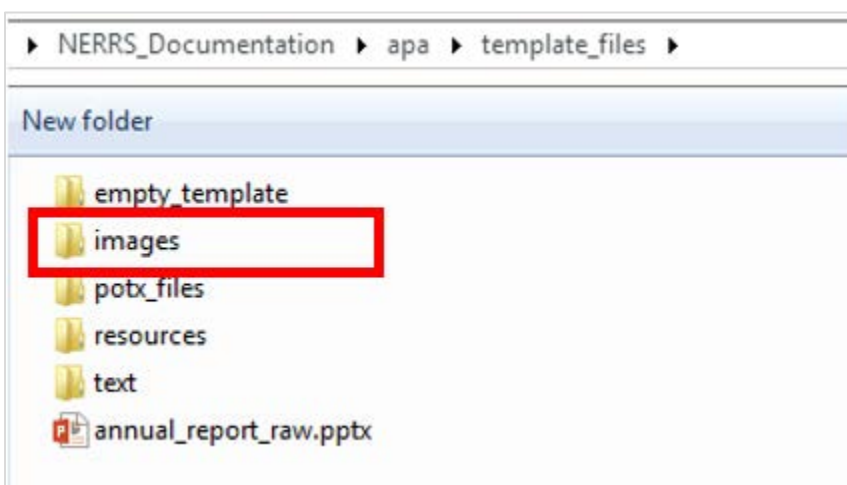 NERRS_Documentation ▸ apa ▸ template_files ▸
New folder
empty_template
images
potx_files
resources
text
annual_report_raw.pptx